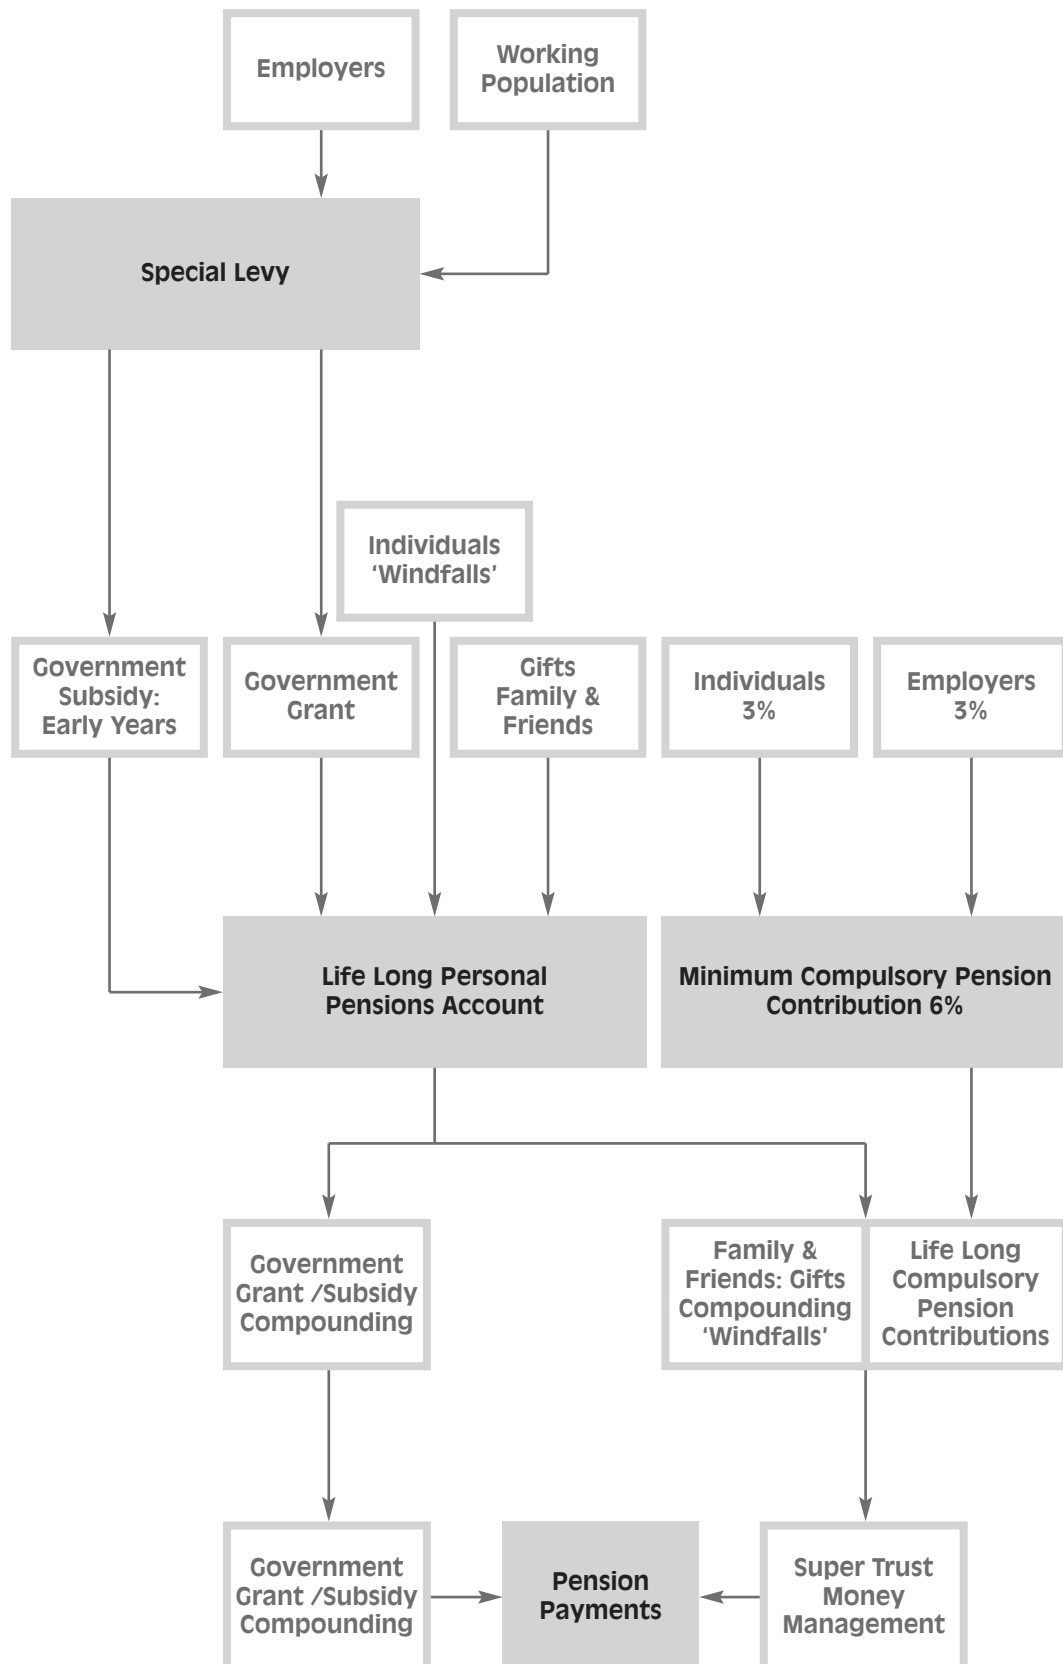 Employers
Working
Population
Special Levy
Individuals
‘Windfalls’
Government
Subsidy:
Early Years
Government
Grant
Gifts
Family &
Friends
Individuals
3%
Employers
3%
Life Long Personal
Pensions Account
Minimum Compulsory Pension
Contribution 6%
Government
Grant /Subsidy
Compounding
Family &
Friends: Gifts
Compounding
‘Windfalls’
Life Long
Compulsory
Pension
Contributions
Government
Grant /Subsidy
Compounding
Pension
Payments
Super Trust
Money
Management